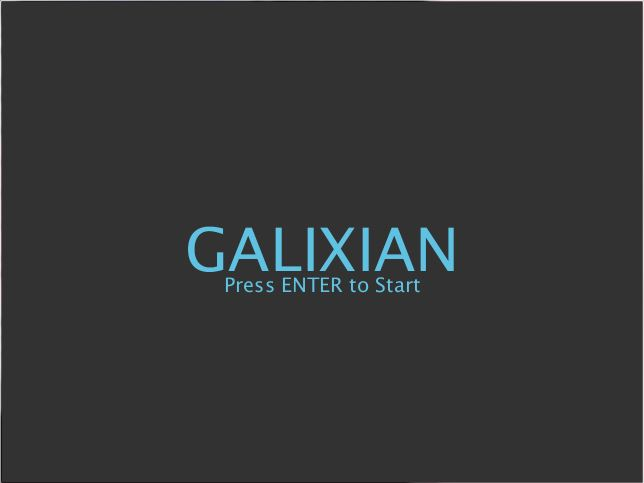 GALIXIAN
Press ENTER to Start